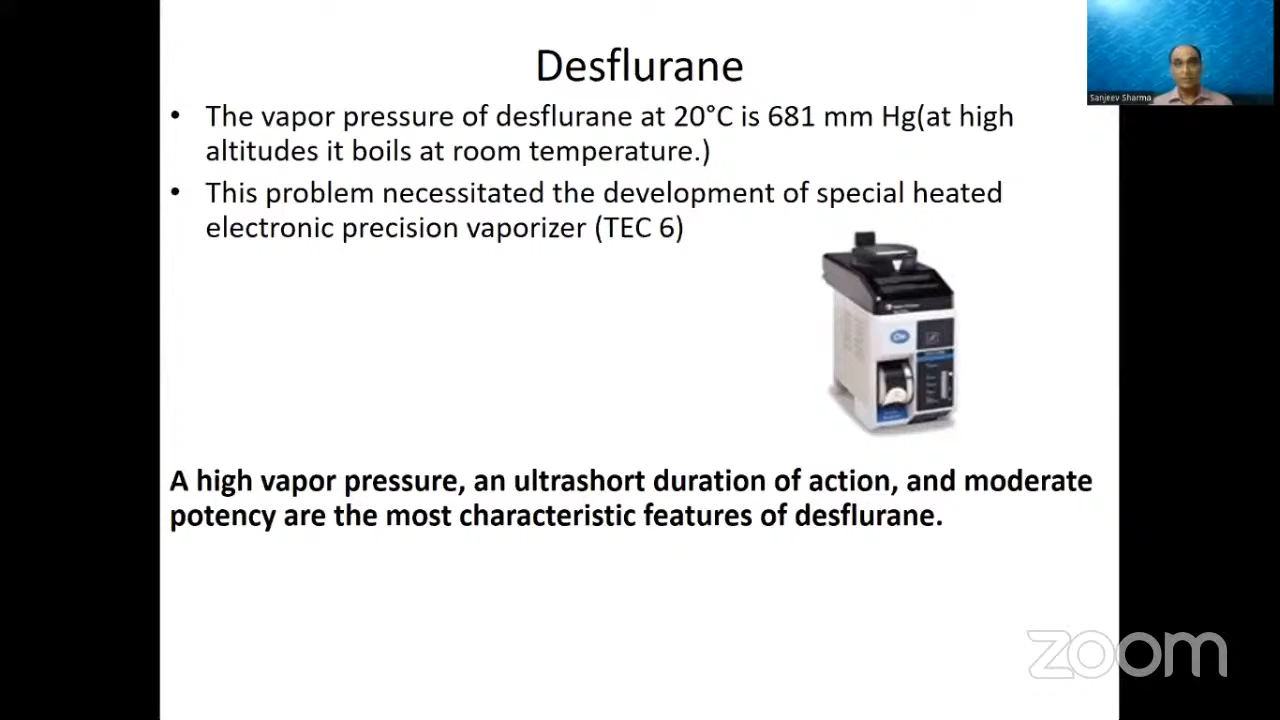 Desflurane
• The vapor pressure of desflurane at 20°C is 681 mm Hg(at high
altitudes it boils at room temperature.)
• This problem necessitated the development of special heated
electronic precision vaporizer (TEC 6)
A high vapor pressure, an ultrashort duration of action, and moderate
potency are the most characteristic features of desflurane.
Sanjeev Sharma
zoom